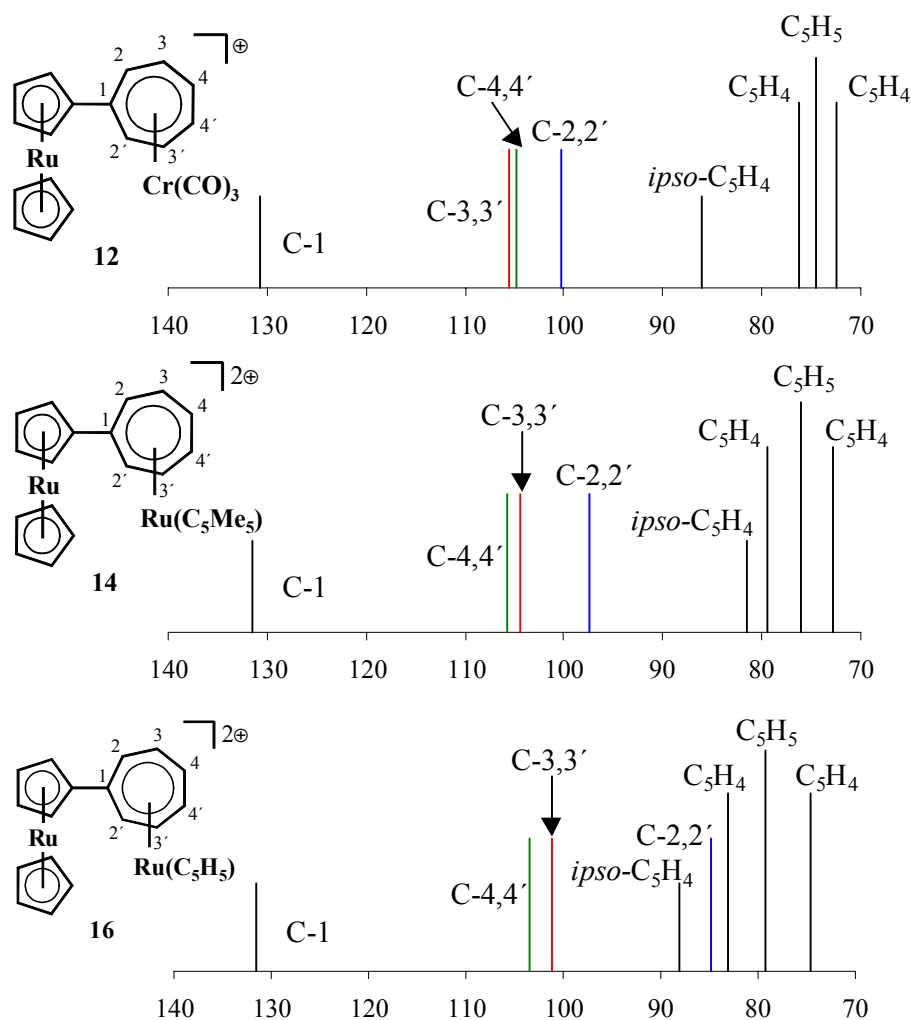 ⊕
2 3 4 1 4´ 2´ 3´
Ru
Cr(CO)₃
12
C-1
C-3,3´
C-4,4´
C-2,2´
ipso-C₅H₄
C₅H₄
C₅H₅
C₅H₄
140 130 120 110 100 90 80 70
2⊕
2 3 4 1 4´ 2´ 3´
Ru
Ru(C₅Me₅)
14
C-1
C-4,4´
C-3,3´
C-2,2´
ipso-C₅H₄
C₅H₄
C₅H₅
C₅H₄
140 130 120 110 100 90 80 70
2⊕
2 3 4 1 4´ 2´ 3´
Ru
Ru(C₅H₅)
16
C-1
C-4,4´
C-3,3´
ipso-C₅H₄
C-2,2´
C₅H₄
C₅H₅
C₅H₄
140 130 120 110 100 90 80 70